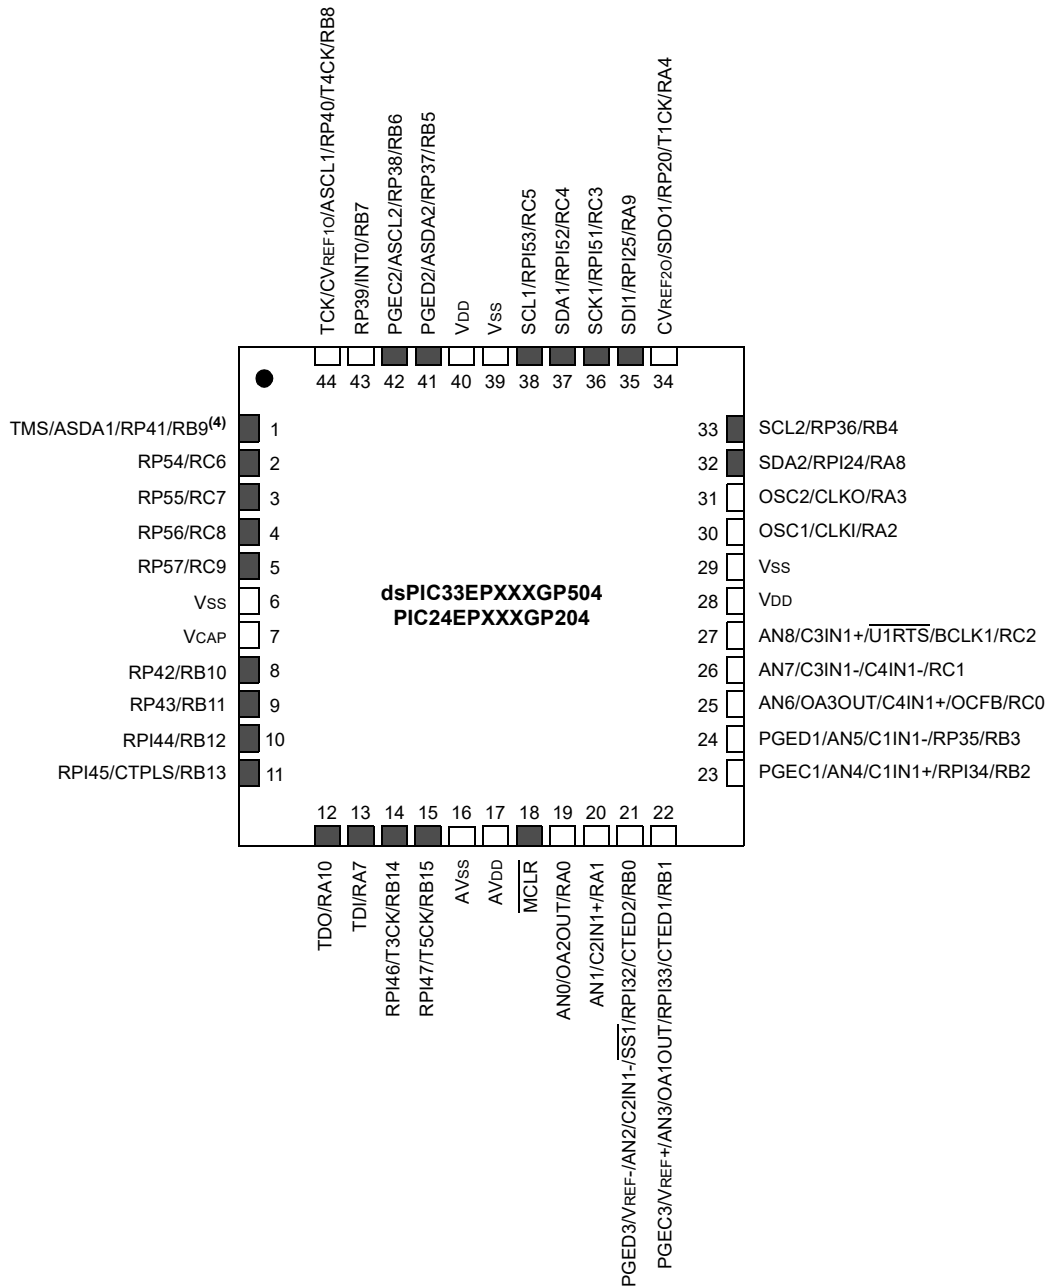 TCK/CVREF1O/ASCL1/RP40/T4CK/RB8
RP39/INT0/RB7
PGEC2/ASCL2/RP38/RB6
PGED2/ASDA2/RP37/RB5
VDD
VSS
SCL1/RPI53/RC5
SDA1/RPI52/RC4
SCK1/RPI51/RC3
SDI1/RPI25/RA9
CVREF2O/SDO1/RP20/T1CK/RA4
44 43 42 41 40 39 38 37 36 35 34
TMS/ASDA1/RP41/RB9(4) 1
RP54/RC6 2
RP55/RC7 3
RP56/RC8 4
RP57/RC9 5
VSS 6
VCAP 7
RP42/RB10 8
RP43/RB11 9
RPI44/RB12 10
RPI45/CTPLS/RB13 11
dsPIC33EPXXXGP504
PIC24EPXXXGP204
33 SCL2/RP36/RB4
32 SDA2/RPI24/RA8
31 OSC2/CLKO/RA3
30 OSC1/CLKI/RA2
29 VSS
28 VDD
27 AN8/C3IN1+/U1RTS/BCLK1/RC2
26 AN7/C3IN1-/C4IN1-/RC1
25 AN6/OA3OUT/C4IN1+/OCFB/RC0
24 PGED1/AN5/C1IN1-/RP35/RB3
23 PGEC1/AN4/C1IN1+/RPI34/RB2
12 13 14 15 16 17 18 19 20 21 22
TDO/RA10
TDI/RA7
RPI46/T3CK/RB14
RPI47/T5CK/RB15
AVSS
AVDD
MCLR
AN0/OA2OUT/RA0
AN1/C2IN1+/RA1
PGED3/VREF-/AN2/C2IN1-/SS1/RPI32/CTED2/RB0
PGEC3/VREF+/AN3/OA1OUT/RPI33/CTED1/RB1